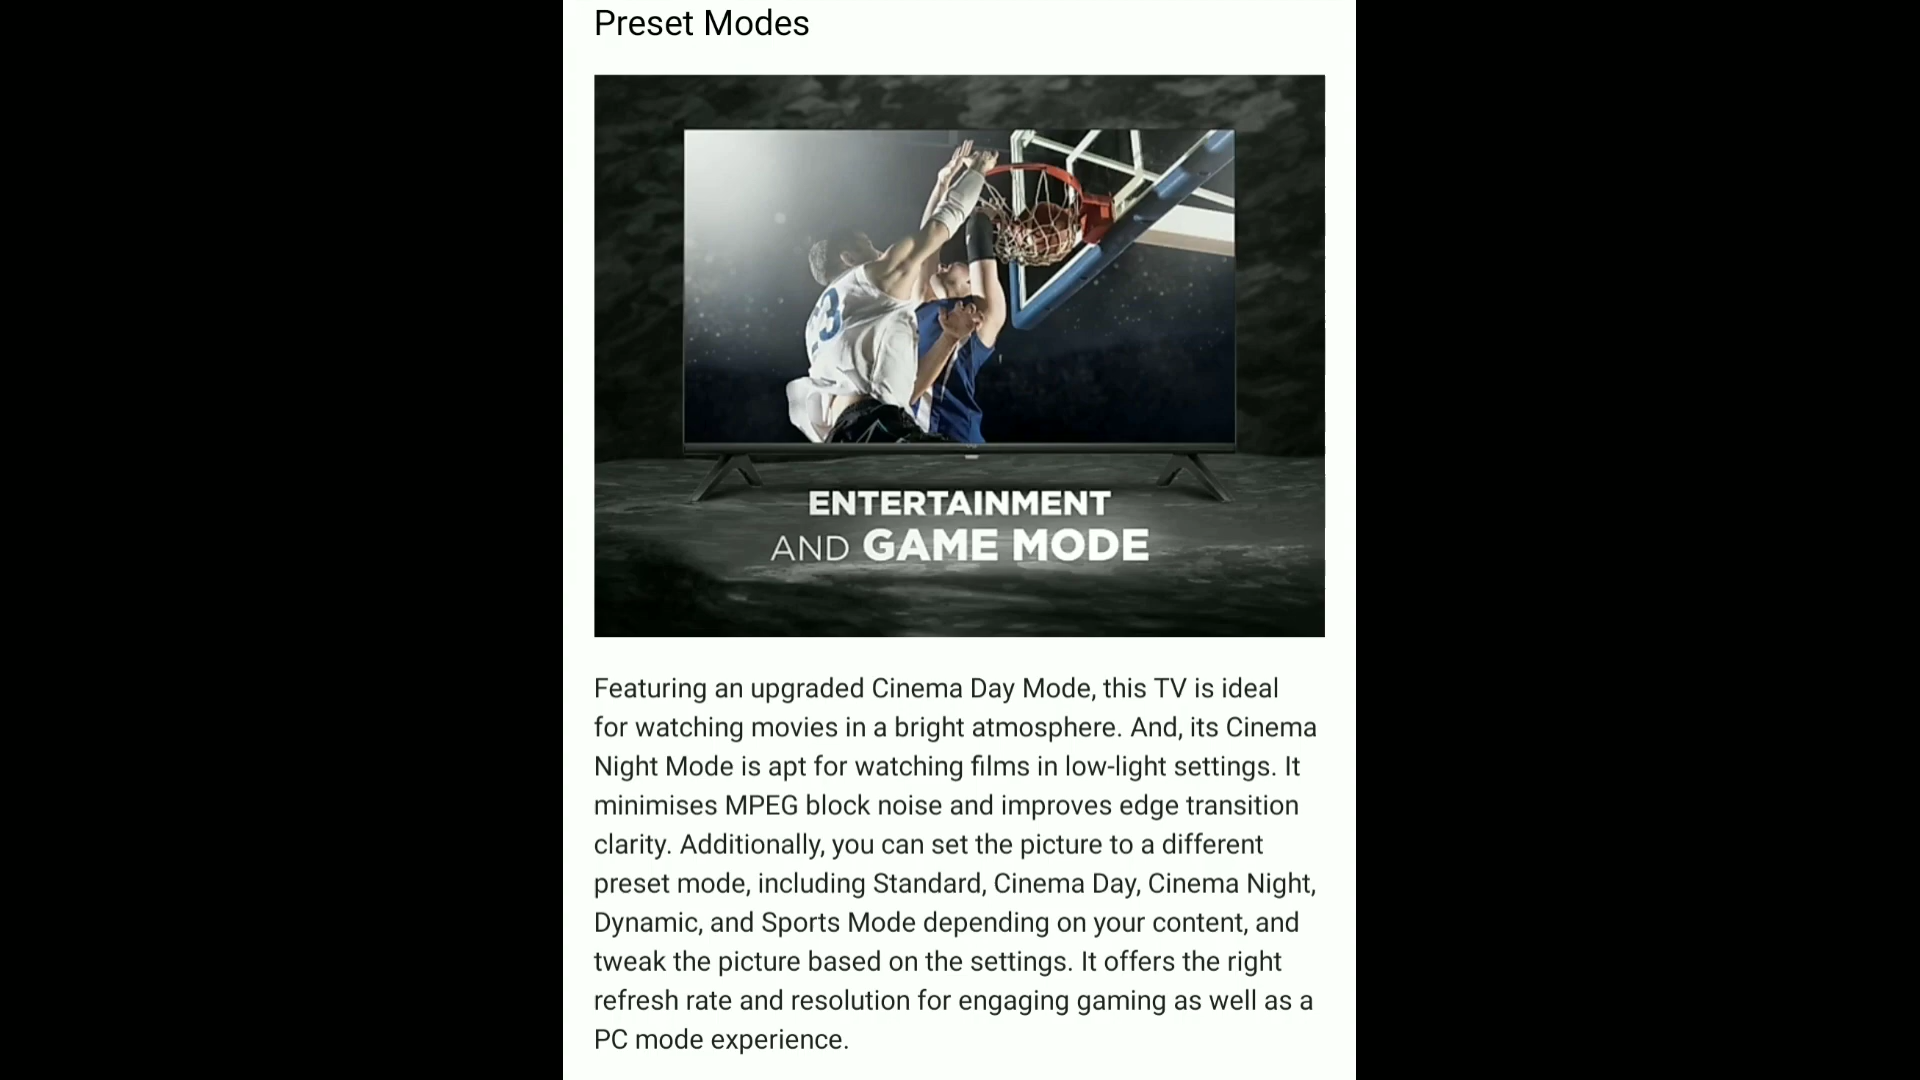 Preset Modes
3
ENTERTAINMENT
AND GAME MODE
Featuring an upgraded Cinema Day Mode, this TV is ideal
for watching movies in a bright atmosphere. And, its Cinema
Night Mode is apt for watching films in low-light settings. It
minimises MPEG block noise and improves edge transition
clarity. Additionally, you can set the picture to a different
preset mode, including Standard, Cinema Day, Cinema Night,
Dynamic, and Sports Mode depending on your content, and
tweak the picture based on the settings. It offers the right
refresh rate and resolution for engaging gaming as well as a
PC mode experience.